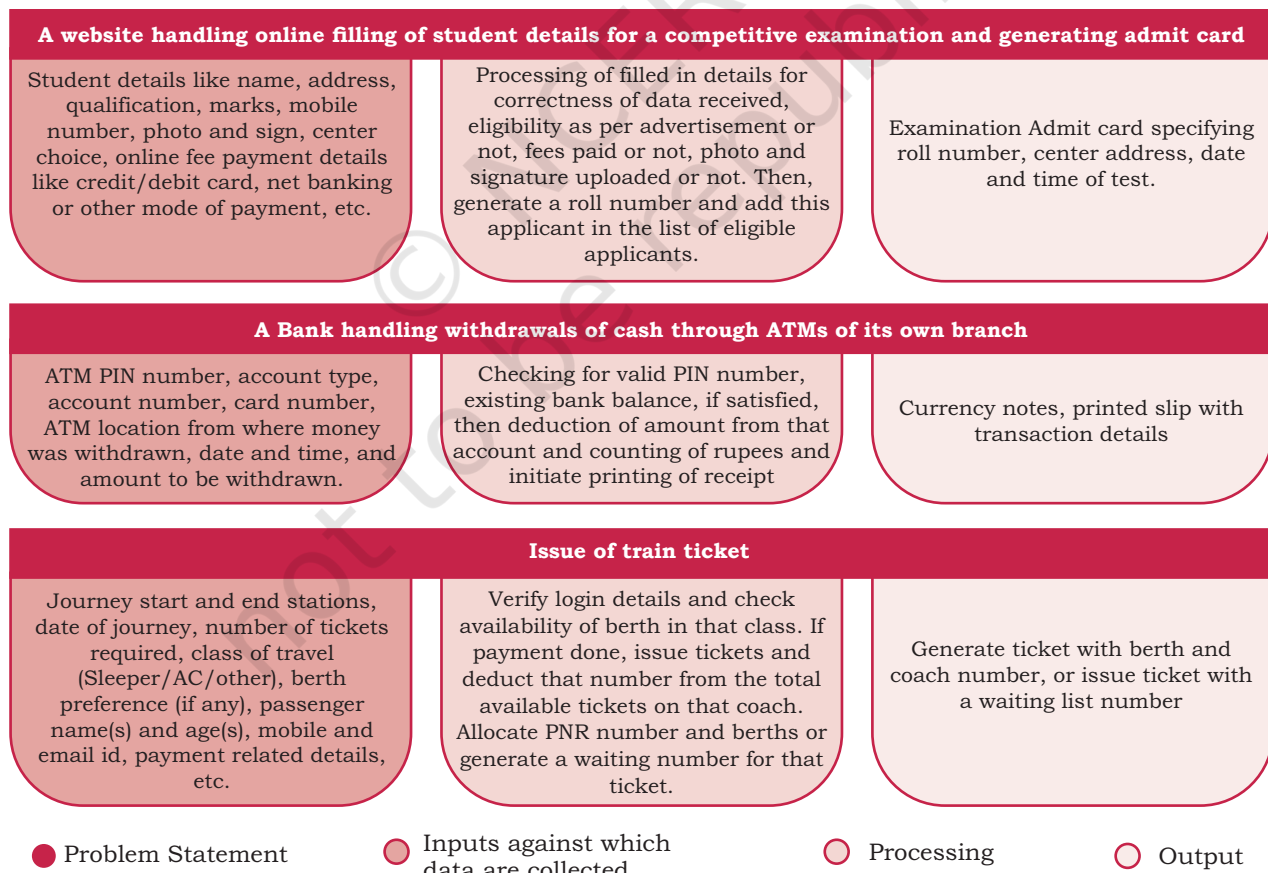 A website handling online filling of student details for a competitive examination and generating admit card
Student details like name, address,
qualification, marks, mobile
number, photo and sign, center
choice, online fee payment details
like credit/debit card, net banking
or other mode of payment, etc.
Processing of filled in details for
correctness of data received,
eligibility as per advertisement or
not, fees paid or not, photo and
signature uploaded or not. Then,
generate a roll number and add this
applicant in the list of eligible
applicants.
Examination Admit card specifying
roll number, center address, date
and time of test.
A Bank handling withdrawals of cash through ATMs of its own branch
ATM PIN number, account type,
account number, card number,
ATM location from where money
was withdrawn, date and time, and
amount to be withdrawn.
Checking for valid PIN number,
existing bank balance, if satisfied,
then deduction of amount from that
account and counting of rupees and
initiate printing of receipt
Currency notes, printed slip with
transaction details
Issue of train ticket
Journey start and end stations,
date of journey, number of tickets
required, class of travel
(Sleeper/AC/other), berth
preference (if any), passenger
name(s) and age(s), mobile and
email id, payment related details,
etc.
Verify login details and check
availability of berth in that class. If
payment done, issue tickets and
deduct that number from the total
available tickets on that coach.
Allocate PNR number and berths or
generate a waiting number for that
ticket.
Generate ticket with berth and
coach number, or issue ticket with
a waiting list number
Problem Statement
Inputs against which
data are collected
Processing
Output
© NCER
not to be republi